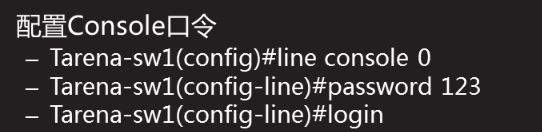 配置Console口令
– Tarena-sw1(config)#line console 0
– Tarena-sw1(config-line)#password 123
– Tarena-sw1(config-line)#login